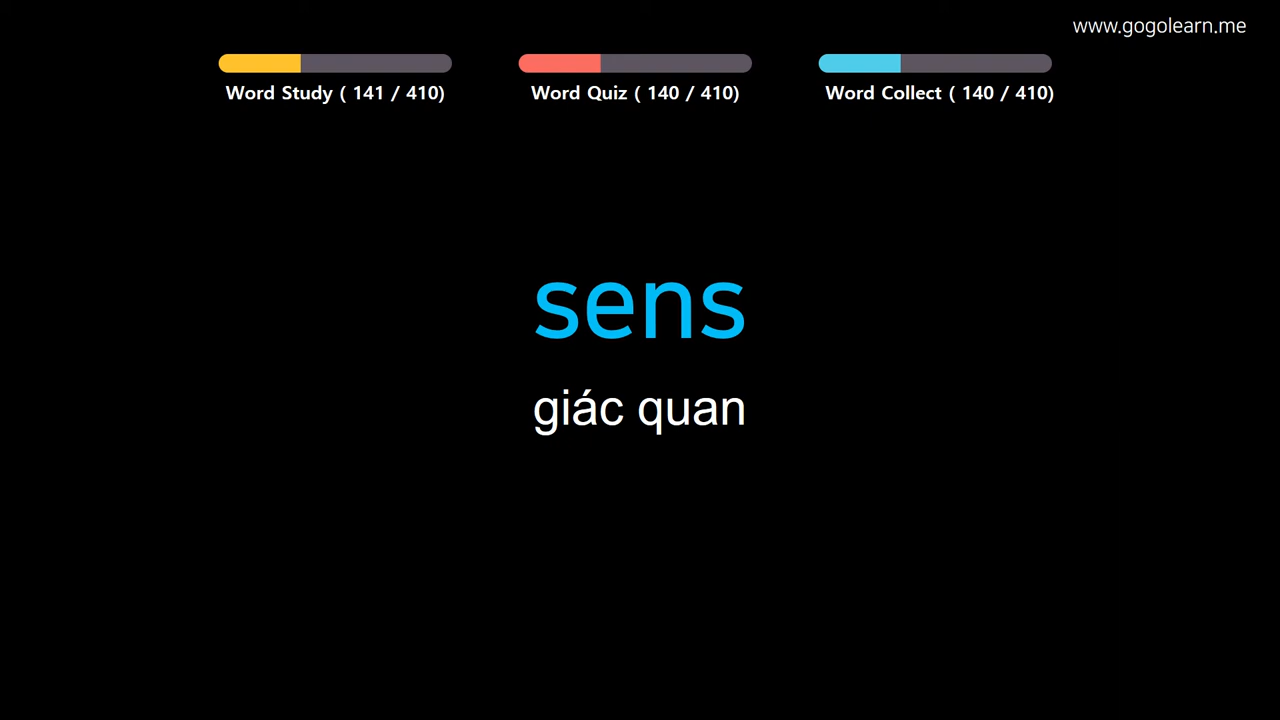 www.gogolearn.me
Word Study ( 141 / 410)
Word Quiz ( 140 / 410)
Word Collect ( 140 / 410)
sens
giác quan